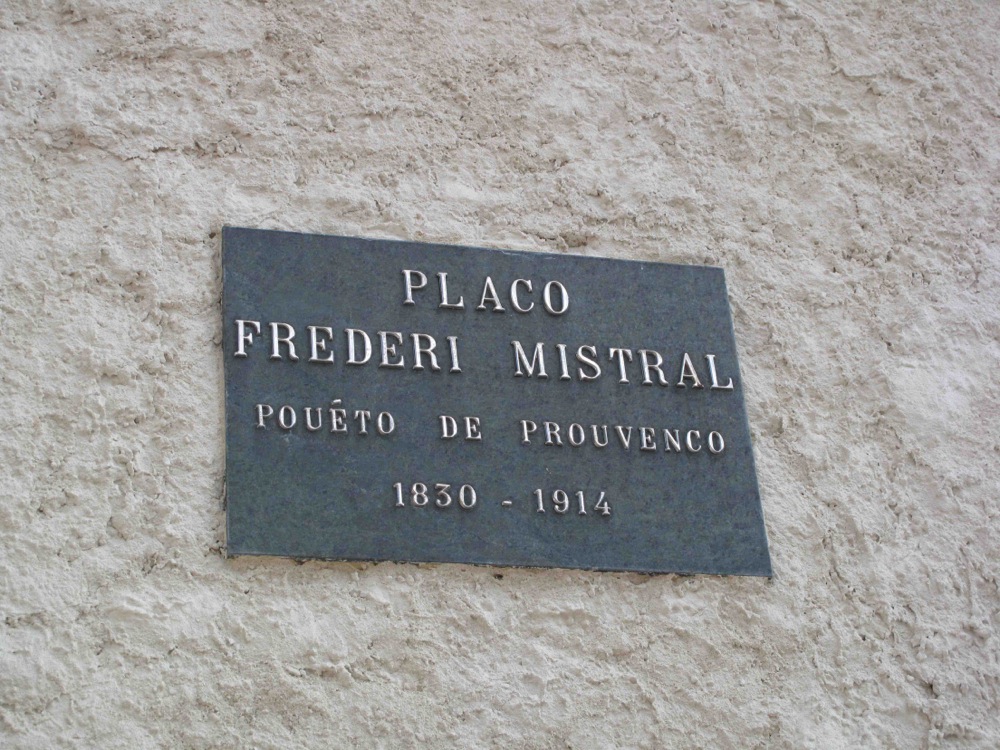 PLACO
FREDERI MISTRAL
POUÉTO DE PROUVENCO
1830 - 1914